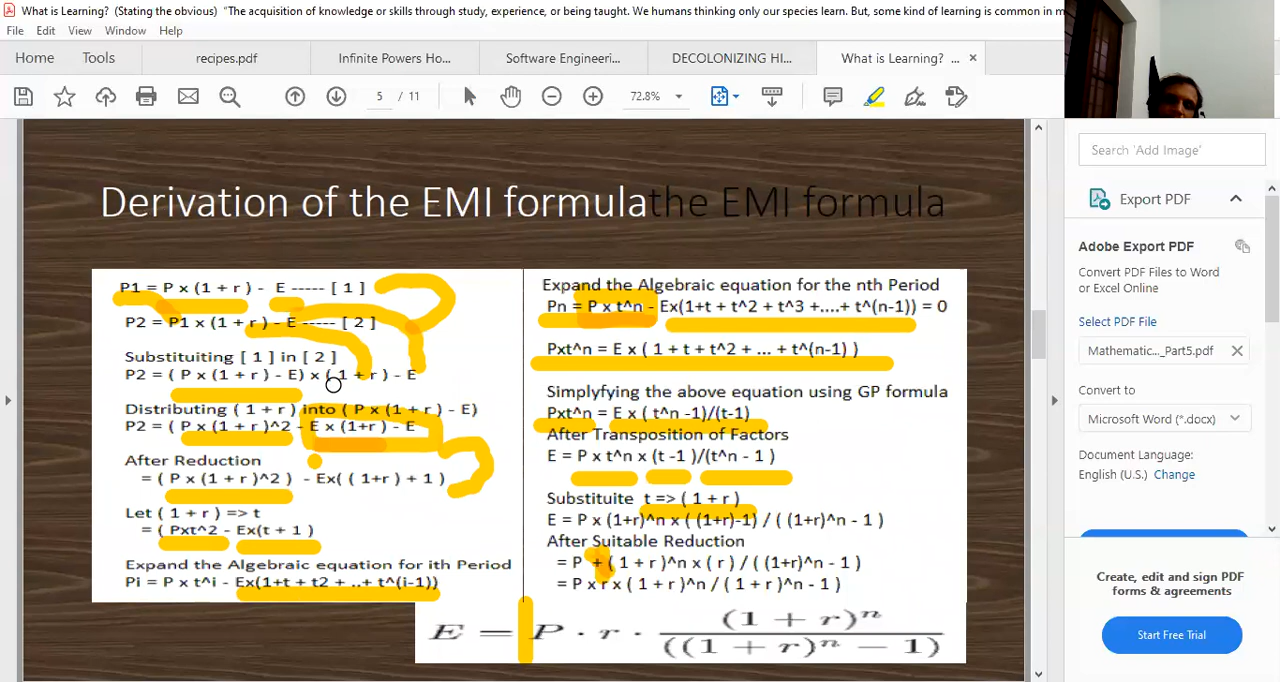 What is Learning? (Stating the obvious) "The acquisition of knowledge or skills through study, experience, or being taught. We humans thinking only our species learn. But, some kind of learning is common in m
File Edit View Window Help
Home Tools recipes.pdf Infinite Powers Ho... Software Engineeri... DECOLONIZING HI... What is Learning? ... ×
5 / 11 72.8%
Search 'Add Image'
Export PDF
Adobe Export PDF
Convert PDF Files to Word
or Excel Online
Select PDF File
Mathematic..._Part5.pdf
Convert to
Microsoft Word (*.docx)
Document Language:
English (U.S.) Change
Create, edit and sign PDF
forms & agreements
Start Free Trial
Derivation of the EMI formulathe EMI formula
P1 = P x (1 + r ) - E ----- [ 1 ]
P2 = P1 x (1 + r ) - E ----- [ 2 ]
Substituiting [ 1 ] in [ 2 ]
P2 = ( P x (1 + r ) - E) x ( 1 + r ) - E
Distributing ( 1 + r ) into ( P x (1 + r ) - E)
P2 = ( P x (1 + r )^2 - E x (1+r ) - E
After Reduction
= ( P x (1 + r )^2 ) - Ex( ( 1+r ) + 1 )
Let ( 1 + r ) => t
= ( Pxt^2 - Ex(t + 1 )
Expand the Algebraic equation for ith Period
Pi = P x t^i - Ex(1+t + t2 + ..+ t^(i-1))
Expand the Algebraic equation for the nth Period
Pn = P x t^n - Ex(1+t + t^2 + t^3 +....+ t^(n-1)) = 0
Pxt^n = E x ( 1 + t + t^2 + ... + t^(n-1) )
Simplyfying the above equation using GP formula
Pxt^n = E x ( t^n -1)/(t-1)
After Transposition of Factors
E = P x t^n x (t -1 )/(t^n - 1 )
Substituite t => ( 1 + r )
E = P x (1+r)^n x ( (1+r)-1) / ( (1+r)^n - 1 )
After Suitable Reduction
= P + ( 1 + r )^n x ( r ) / ( (1+r)^n - 1 )
= P x r x ( 1 + r )^n / ( 1 + r )^n - 1 )
E = P · r · (1 + r)^n / (((1 + r)^n − 1)